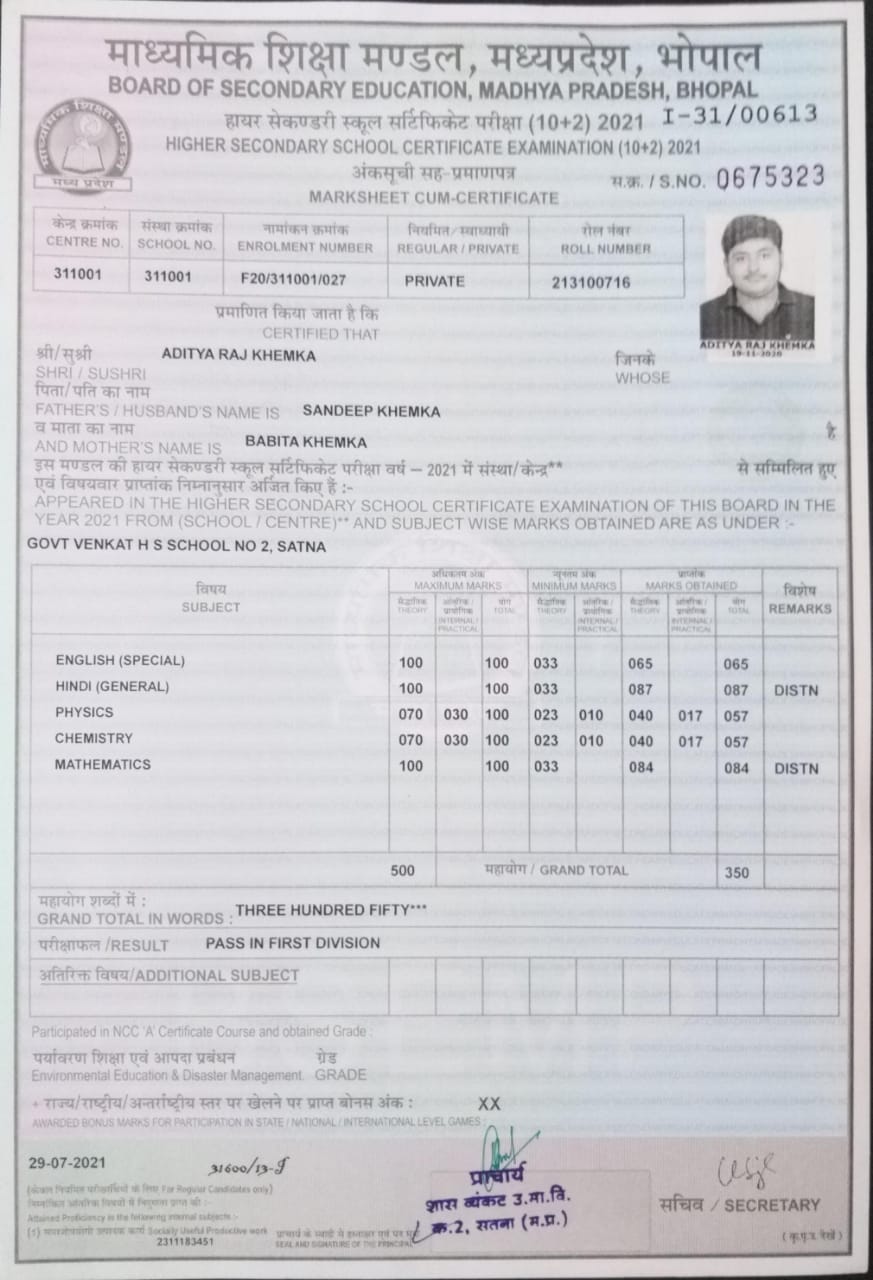 माध्यमिक शिक्षा मण्डल, मध्यप्रदेश, भोपाल
BOARD OF SECONDARY EDUCATION, MADHYA PRADESH, BHOPAL
हायर सेकण्डरी स्कूल सर्टिफिकेट परीक्षा (10+2) 2021 I-31/00613
HIGHER SECONDARY SCHOOL CERTIFICATE EXAMINATION (10+2) 2021
माध्यमिक शिक्षा मण्डल
मध्य प्रदेश
अंकसूची सह-प्रमाणपत्र
स.क्र. / S.NO. 0675323
MARKSHEET CUM-CERTIFICATE
केन्द्र क्रमांक संस्था क्रमांक नामांकन क्रमांक नियमित/स्वाध्यायी रोल नंबर
CENTRE NO. SCHOOL NO. ENROLMENT NUMBER REGULAR / PRIVATE ROLL NUMBER
311001 311001 F20/311001/027 PRIVATE 213100716
ADITYA RAJ KHEMKA
19-11-2020
प्रमाणित किया जाता है कि
CERTIFIED THAT
श्री/सुश्री ADITYA RAJ KHEMKA जिनके
SHRI / SUSHRI WHOSE
पिता/पति का नाम
FATHER'S / HUSBAND'S NAME IS SANDEEP KHEMKA
व माता का नाम है
AND MOTHER'S NAME IS BABITA KHEMKA
इस मण्डल की हायर सेकण्डरी स्कूल सर्टिफिकेट परीक्षा वर्ष – 2021 में संस्था/केन्द्र** से सम्मिलित हुए
एवं विषयवार प्राप्तांक निम्नानुसार अर्जित किए हैं :-
APPEARED IN THE HIGHER SECONDARY SCHOOL CERTIFICATE EXAMINATION OF THIS BOARD IN THE
YEAR 2021 FROM (SCHOOL / CENTRE)** AND SUBJECT WISE MARKS OBTAINED ARE AS UNDER :-
GOVT VENKAT H S SCHOOL NO 2, SATNA
विषय अधिकतम अंक न्यूनतम अंक प्राप्तांक विशेष
SUBJECT MAXIMUM MARKS MINIMUM MARKS MARKS OBTAINED REMARKS
सैद्धांतिक आंतरिक / प्रायोगिक योग सैद्धांतिक आंतरिक / प्रायोगिक सैद्धांतिक आंतरिक / प्रायोगिक योग
THEORY INTERNAL / PRACTICAL TOTAL THEORY INTERNAL / PRACTICAL THEORY INTERNAL / PRACTICAL TOTAL
ENGLISH (SPECIAL) 100 100 033 065 065
HINDI (GENERAL) 100 100 033 087 087 DISTN
PHYSICS 070 030 100 023 010 040 017 057
CHEMISTRY 070 030 100 023 010 040 017 057
MATHEMATICS 100 100 033 084 084 DISTN
500 महायोग / GRAND TOTAL 350
महायोग शब्दों में :
GRAND TOTAL IN WORDS : THREE HUNDRED FIFTY***
परीक्षाफल /RESULT PASS IN FIRST DIVISION
अतिरिक्त विषय/ADDITIONAL SUBJECT
Participated in NCC 'A' Certificate Course and obtained Grade :
पर्यावरण शिक्षा एवं आपदा प्रबंधन ग्रेड
Environmental Education & Disaster Management. GRADE
+ राज्य/राष्ट्रीय/अन्तर्राष्ट्रीय स्तर पर खेलने पर प्राप्त बोनस अंक : XX
AWARDED BONUS MARKS FOR PARTICIPATION IN STATE / NATIONAL / INTERNATIONAL LEVEL GAMES :
29-07-2021
प्राचार्य
शास व्यंकट उ.मा.वि.
क्र.2, सतना (म.प्र.)
सचिव / SECRETARY
(केवल नियमित परीक्षार्थियों के लिए For Regular Candidates only)
Attained Proficiency in the following internal subjects :-
(1) समाजोपयोगी उत्पादक कार्य Socially Useful Productive work
2311183451
SEAL AND SIGNATURE OF THE PRINCIPAL
(कृ.पृ.उ. देखें)